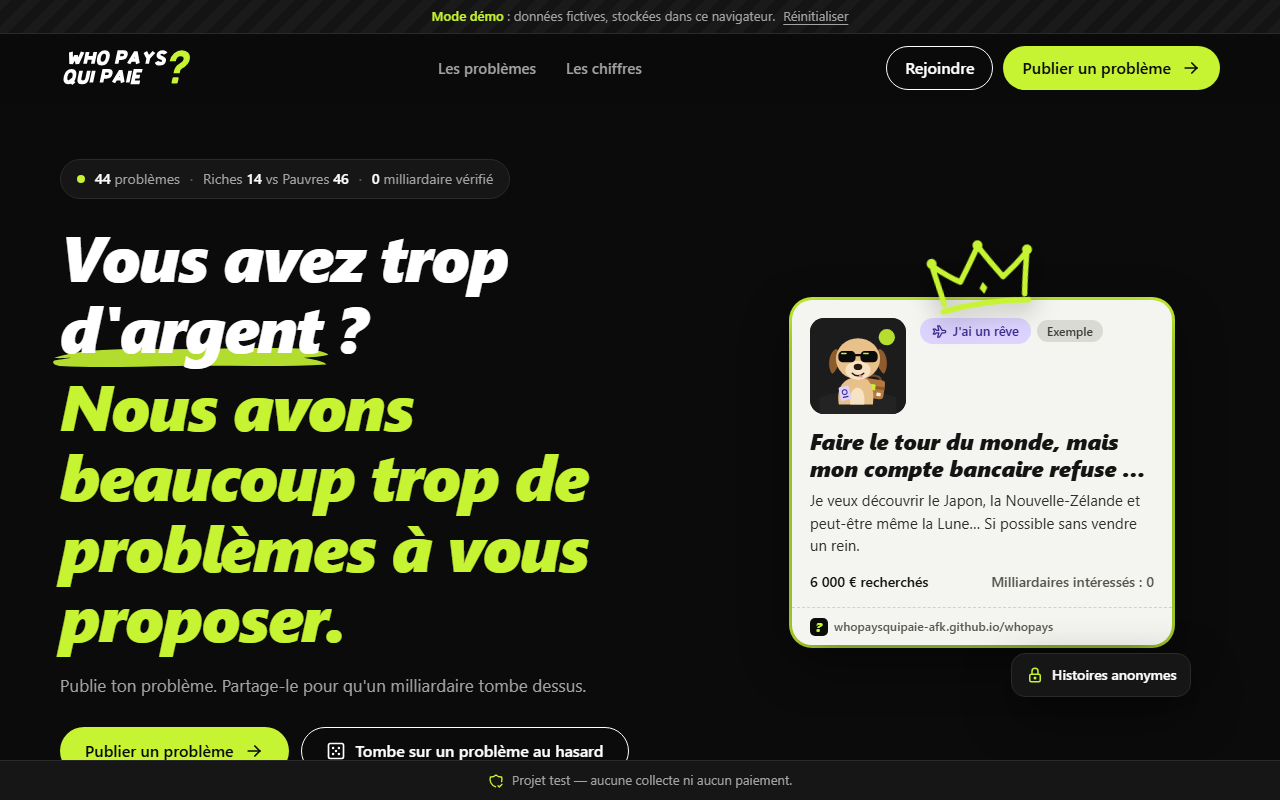 Mode démo : données fictives, stockées dans ce navigateur. Réinitialiser
WHO PAYS
QUI PAIE ?
Les problèmes
Les chiffres
Rejoindre
Publier un problème
44 problèmes · Riches 14 vs Pauvres 46 · 0 milliardaire vérifié
Vous avez trop
d'argent ?
Nous avons
beaucoup trop de
problèmes à vous
proposer.
Publie ton problème. Partage-le pour qu'un milliardaire tombe dessus.
Publier un problème
Tombe sur un problème au hasard
J'ai un rêve
Exemple
Faire le tour du monde, mais
mon compte bancaire refuse ...
Je veux découvrir le Japon, la Nouvelle-Zélande et
peut-être même la Lune… Si possible sans vendre
un rein.
6 000 € recherchés
Milliardaires intéressés : 0
? whopaysquipaie-afk.github.io/whopays
Histoires anonymes
Projet test — aucune collecte ni aucun paiement.